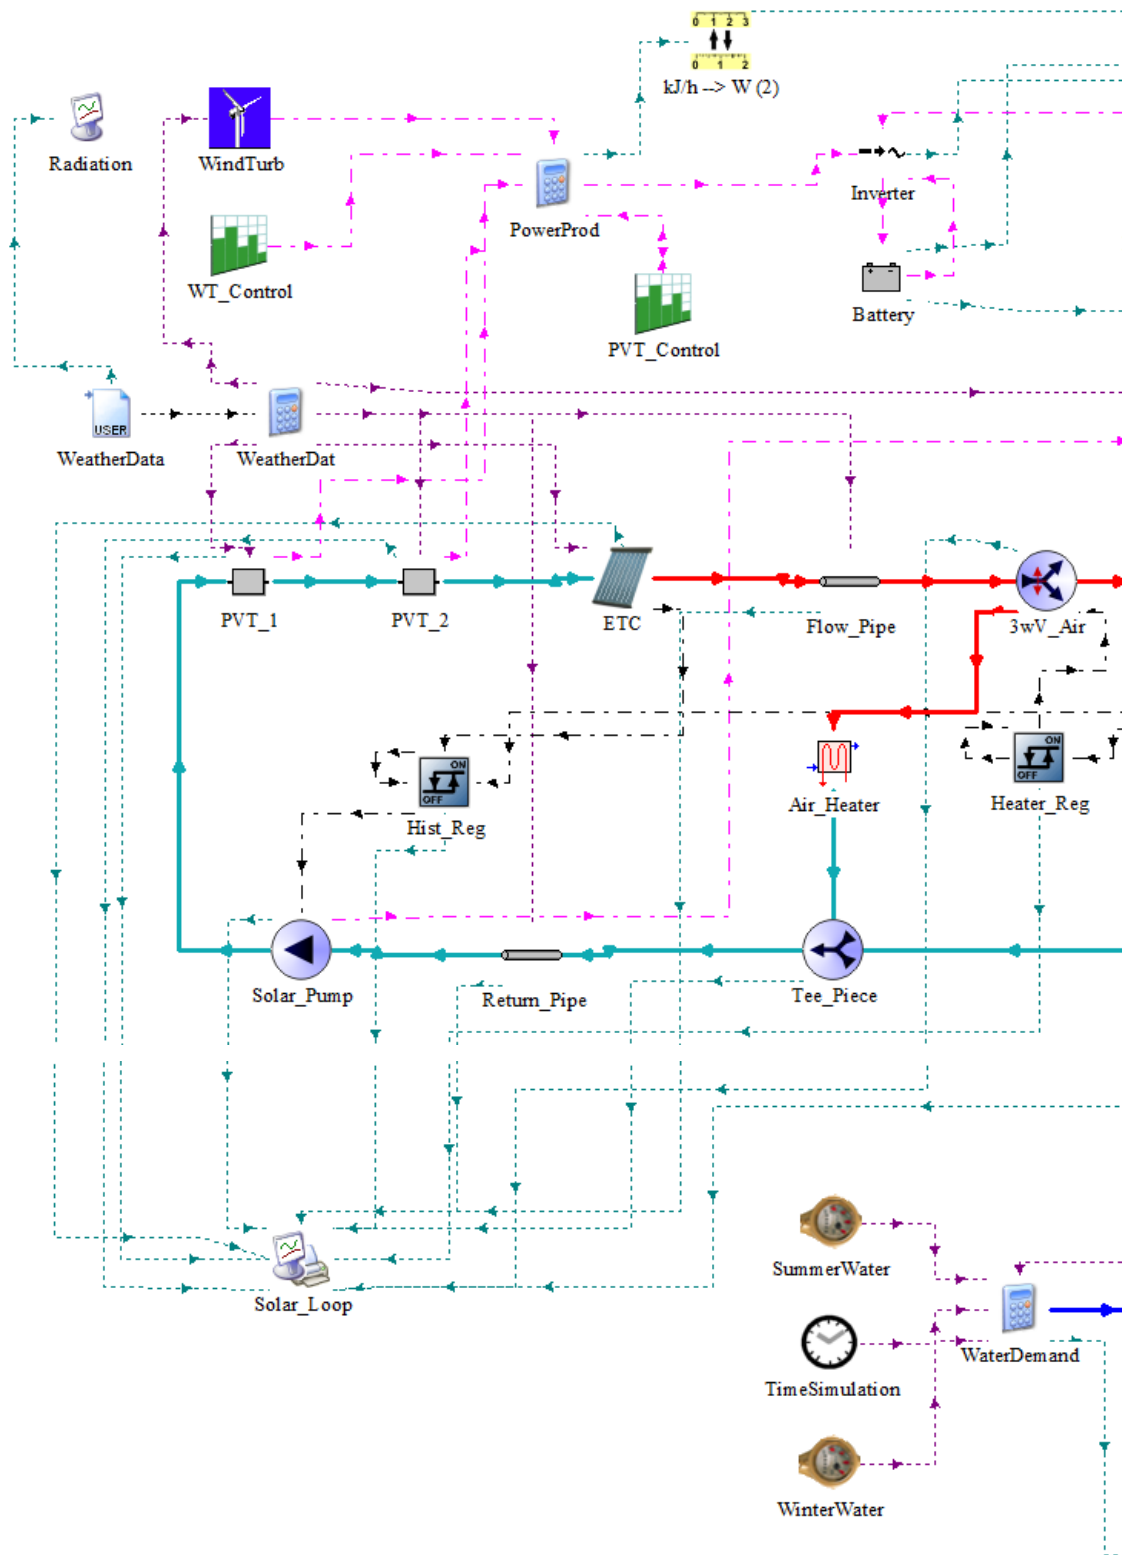 0 1 2 3
0 1 2
kJ/h --> W (2)
Radiation
WindTurb
Inverter
PowerProd
WT_Control
Battery
PVT_Control
USER
WeatherData
WeatherDat
PVT_1
PVT_2
ETC
Flow_Pipe
3wV_Air
ON
OFF
Hist_Reg
Air_Heater
ON
OFF
Heater_Reg
Solar_Pump
Return_Pipe
Tee_Piece
SummerWater
Solar_Loop
WaterDemand
TimeSimulation
WinterWater